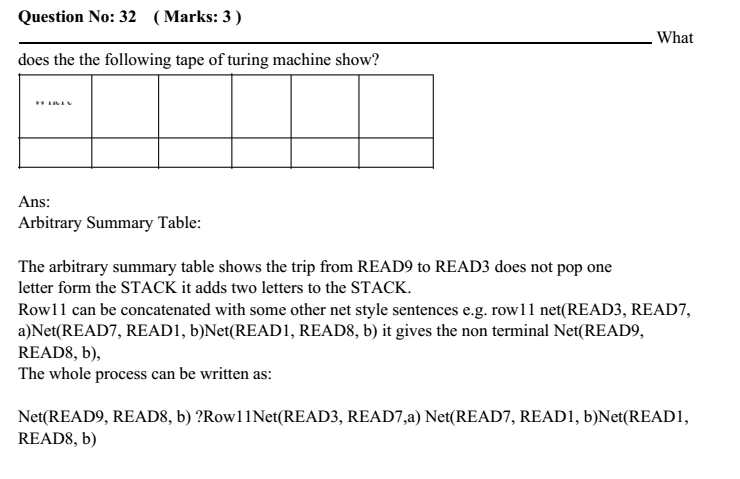 Question No: 32 ( Marks: 3 )
What
does the the following tape of turing machine show?
Ans:
Arbitrary Summary Table:
The arbitrary summary table shows the trip from READ9 to READ3 does not pop one
letter form the STACK it adds two letters to the STACK.
Row11 can be concatenated with some other net style sentences e.g. row11 net(READ3, READ7,
a)Net(READ7, READ1, b)Net(READ1, READ8, b) it gives the non terminal Net(READ9,
READ8, b),
The whole process can be written as:
Net(READ9, READ8, b) ?Row11Net(READ3, READ7,a) Net(READ7, READ1, b)Net(READ1,
READ8, b)